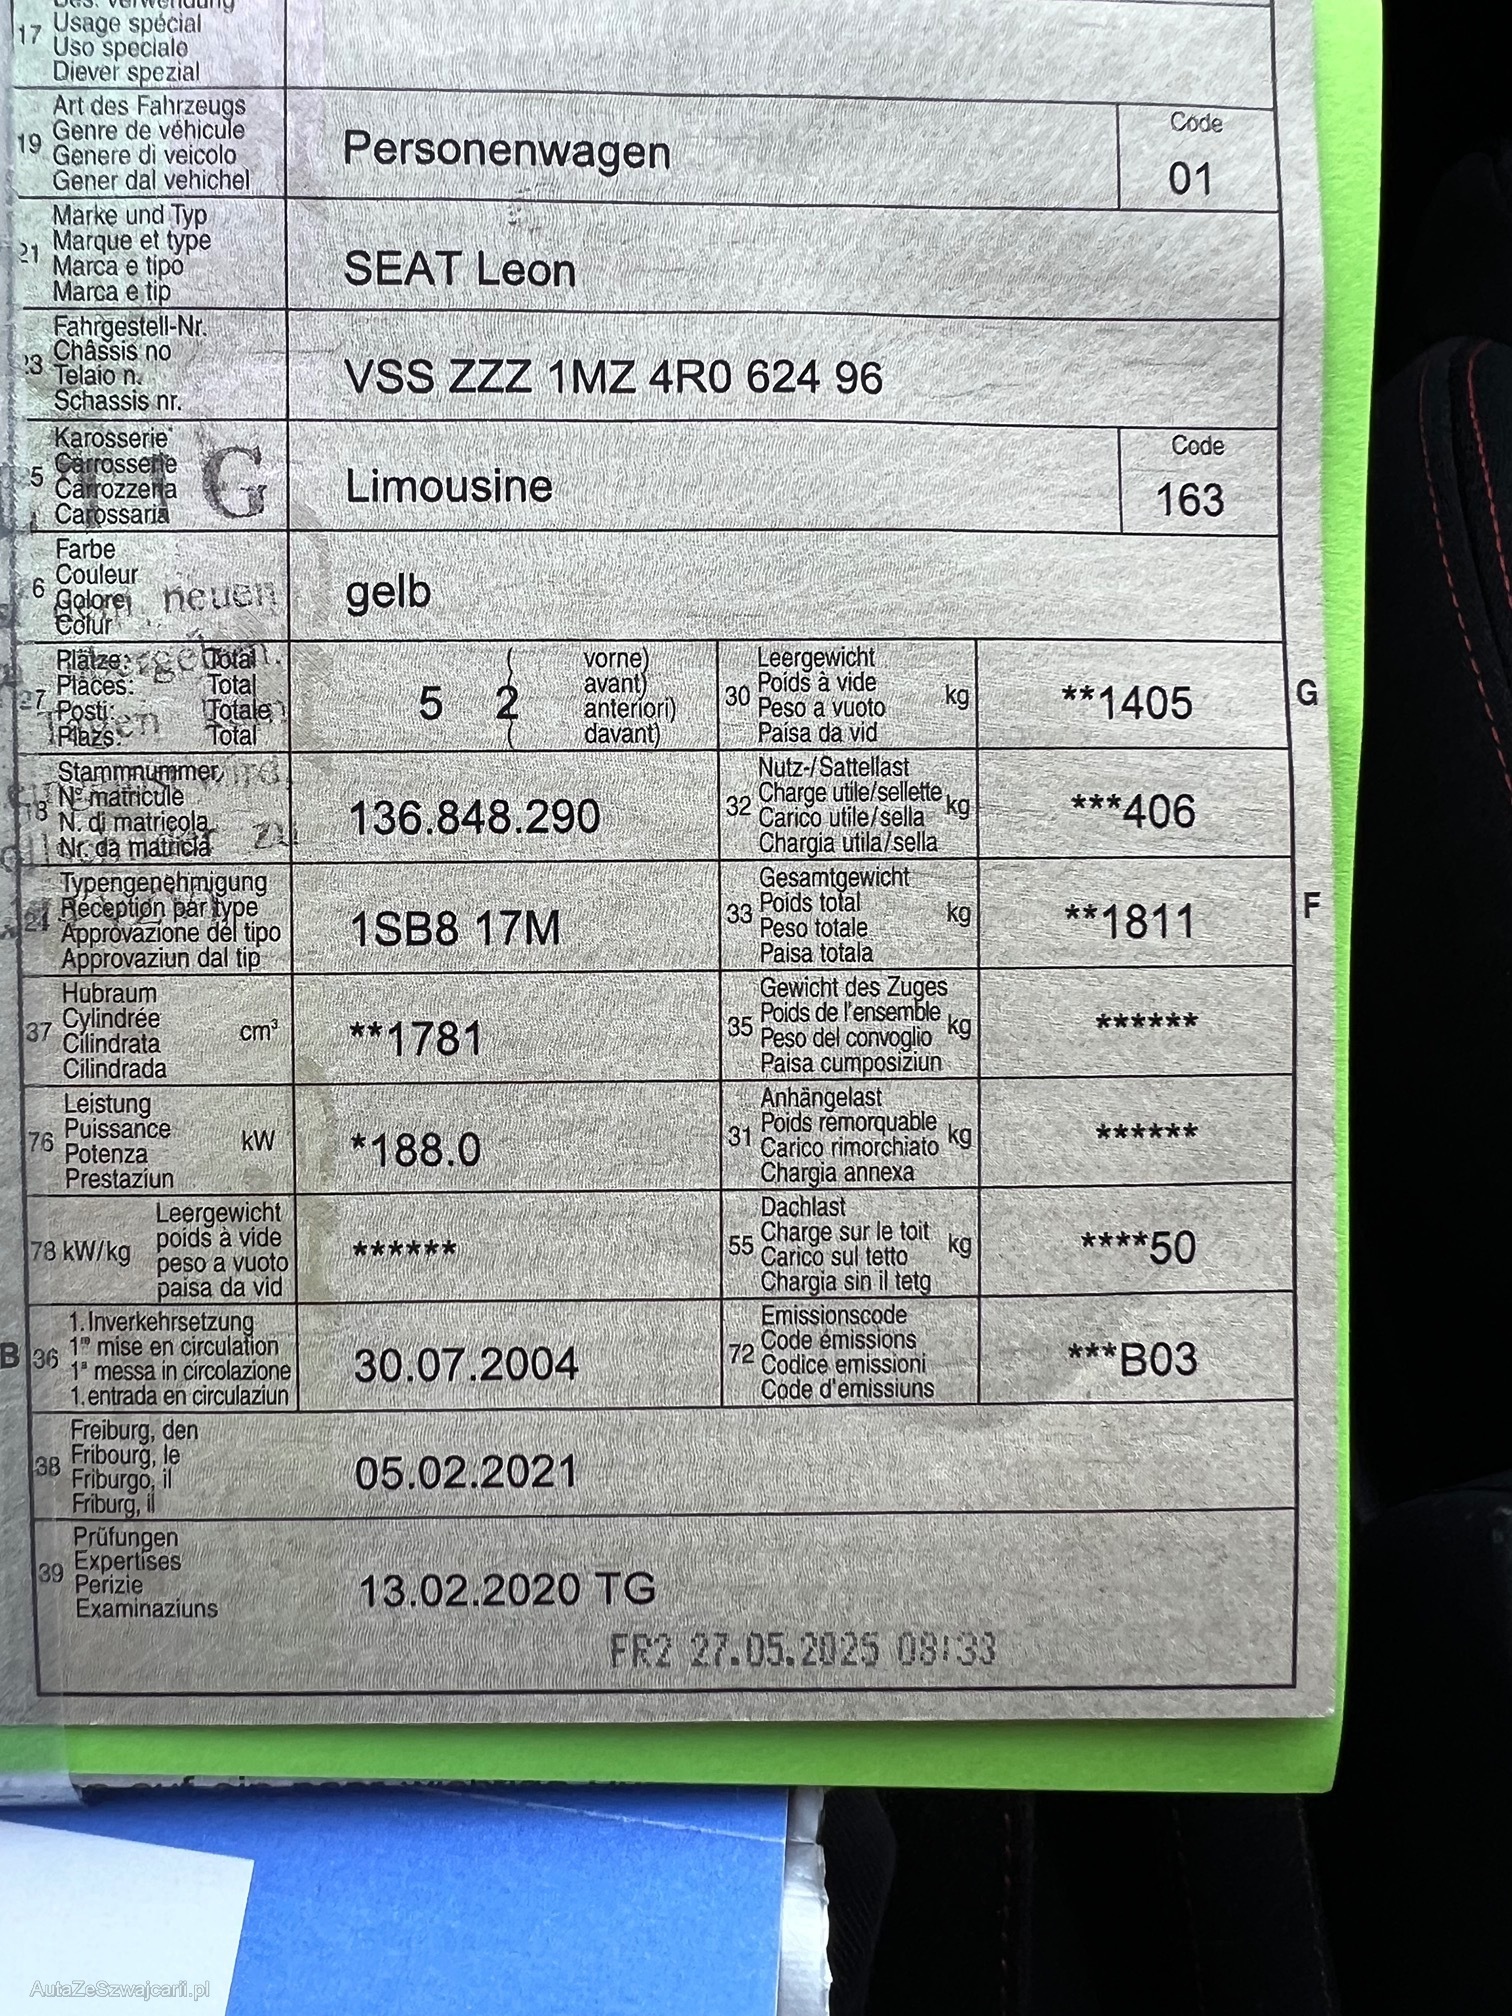 17 Usage spécial
Uso speciale
Diever spezial
19 Art des Fahrzeugs
Genre de véhicule
Genere di veicolo
Gener dal vehichel
Personenwagen
Code
01
21 Marke und Typ
Marque et type
Marca e tipo
Marca e tip
SEAT Leon
Fahrgestell-Nr.
Châssis no
Telaio n.
Schassis nr.
VSS ZZZ 1MZ 4R0 624 96
Karosserie
Carrosserie
Carrozzeria
Carossaria
G
Limousine
Code
163
Farbe
Couleur
Colore
Colur
neuen
gelb
Plätze: Total
Places: Total
Posti: Totale
Plazs: Total
5 2
( vorne)
avant)
anteriori)
( davant)
30 Leergewicht
Poids à vide
Peso a vuoto
Paisa da vid
kg
**1405
G
Stammnummer
N° matricule
N. di matricola
Nr. da matricla
zu
136.848.290
32 Nutz-/Sattellast
Charge utile/sellette
Carico utile/sella
Chargia utila/sella
kg
***406
Typengenehmigung
Réception par type
Approvazione del tipo
Approvaziun dal tip
1SB8 17M
33 Gesamtgewicht
Poids total
Peso totale
Paisa totala
kg
**1811
F
37 Hubraum
Cylindrée
Cilindrata
Cilindrada
cm³
**1781
35 Gewicht des Zuges
Poids de l'ensemble
Peso del convoglio
Paisa cumposiziun
kg
******
76 Leistung
Puissance
Potenza
Prestaziun
kW
*188.0
31 Anhängelast
Poids remorquable
Carico rimorchiato
Chargia annexa
kg
******
78 kW/kg
Leergewicht
poids à vide
peso a vuoto
paisa da vid
******
55 Dachlast
Charge sur le toit
Carico sul tetto
Chargia sin il tetg
kg
****50
B 36 1. Inverkehrsetzung
1re mise en circulation
1a messa in circolazione
1. entrada en circulaziun
30.07.2004
72 Emissionscode
Code émissions
Codice emissioni
Code d'emissiuns
***B03
38 Freiburg, den
Fribourg, le
Friburgo, il
Friburg, il
05.02.2021
39 Prüfungen
Expertises
Perizie
Examinaziuns
13.02.2020 TG
FR2 27.05.2025 08:33
AutaZeSzwajcarii.pl